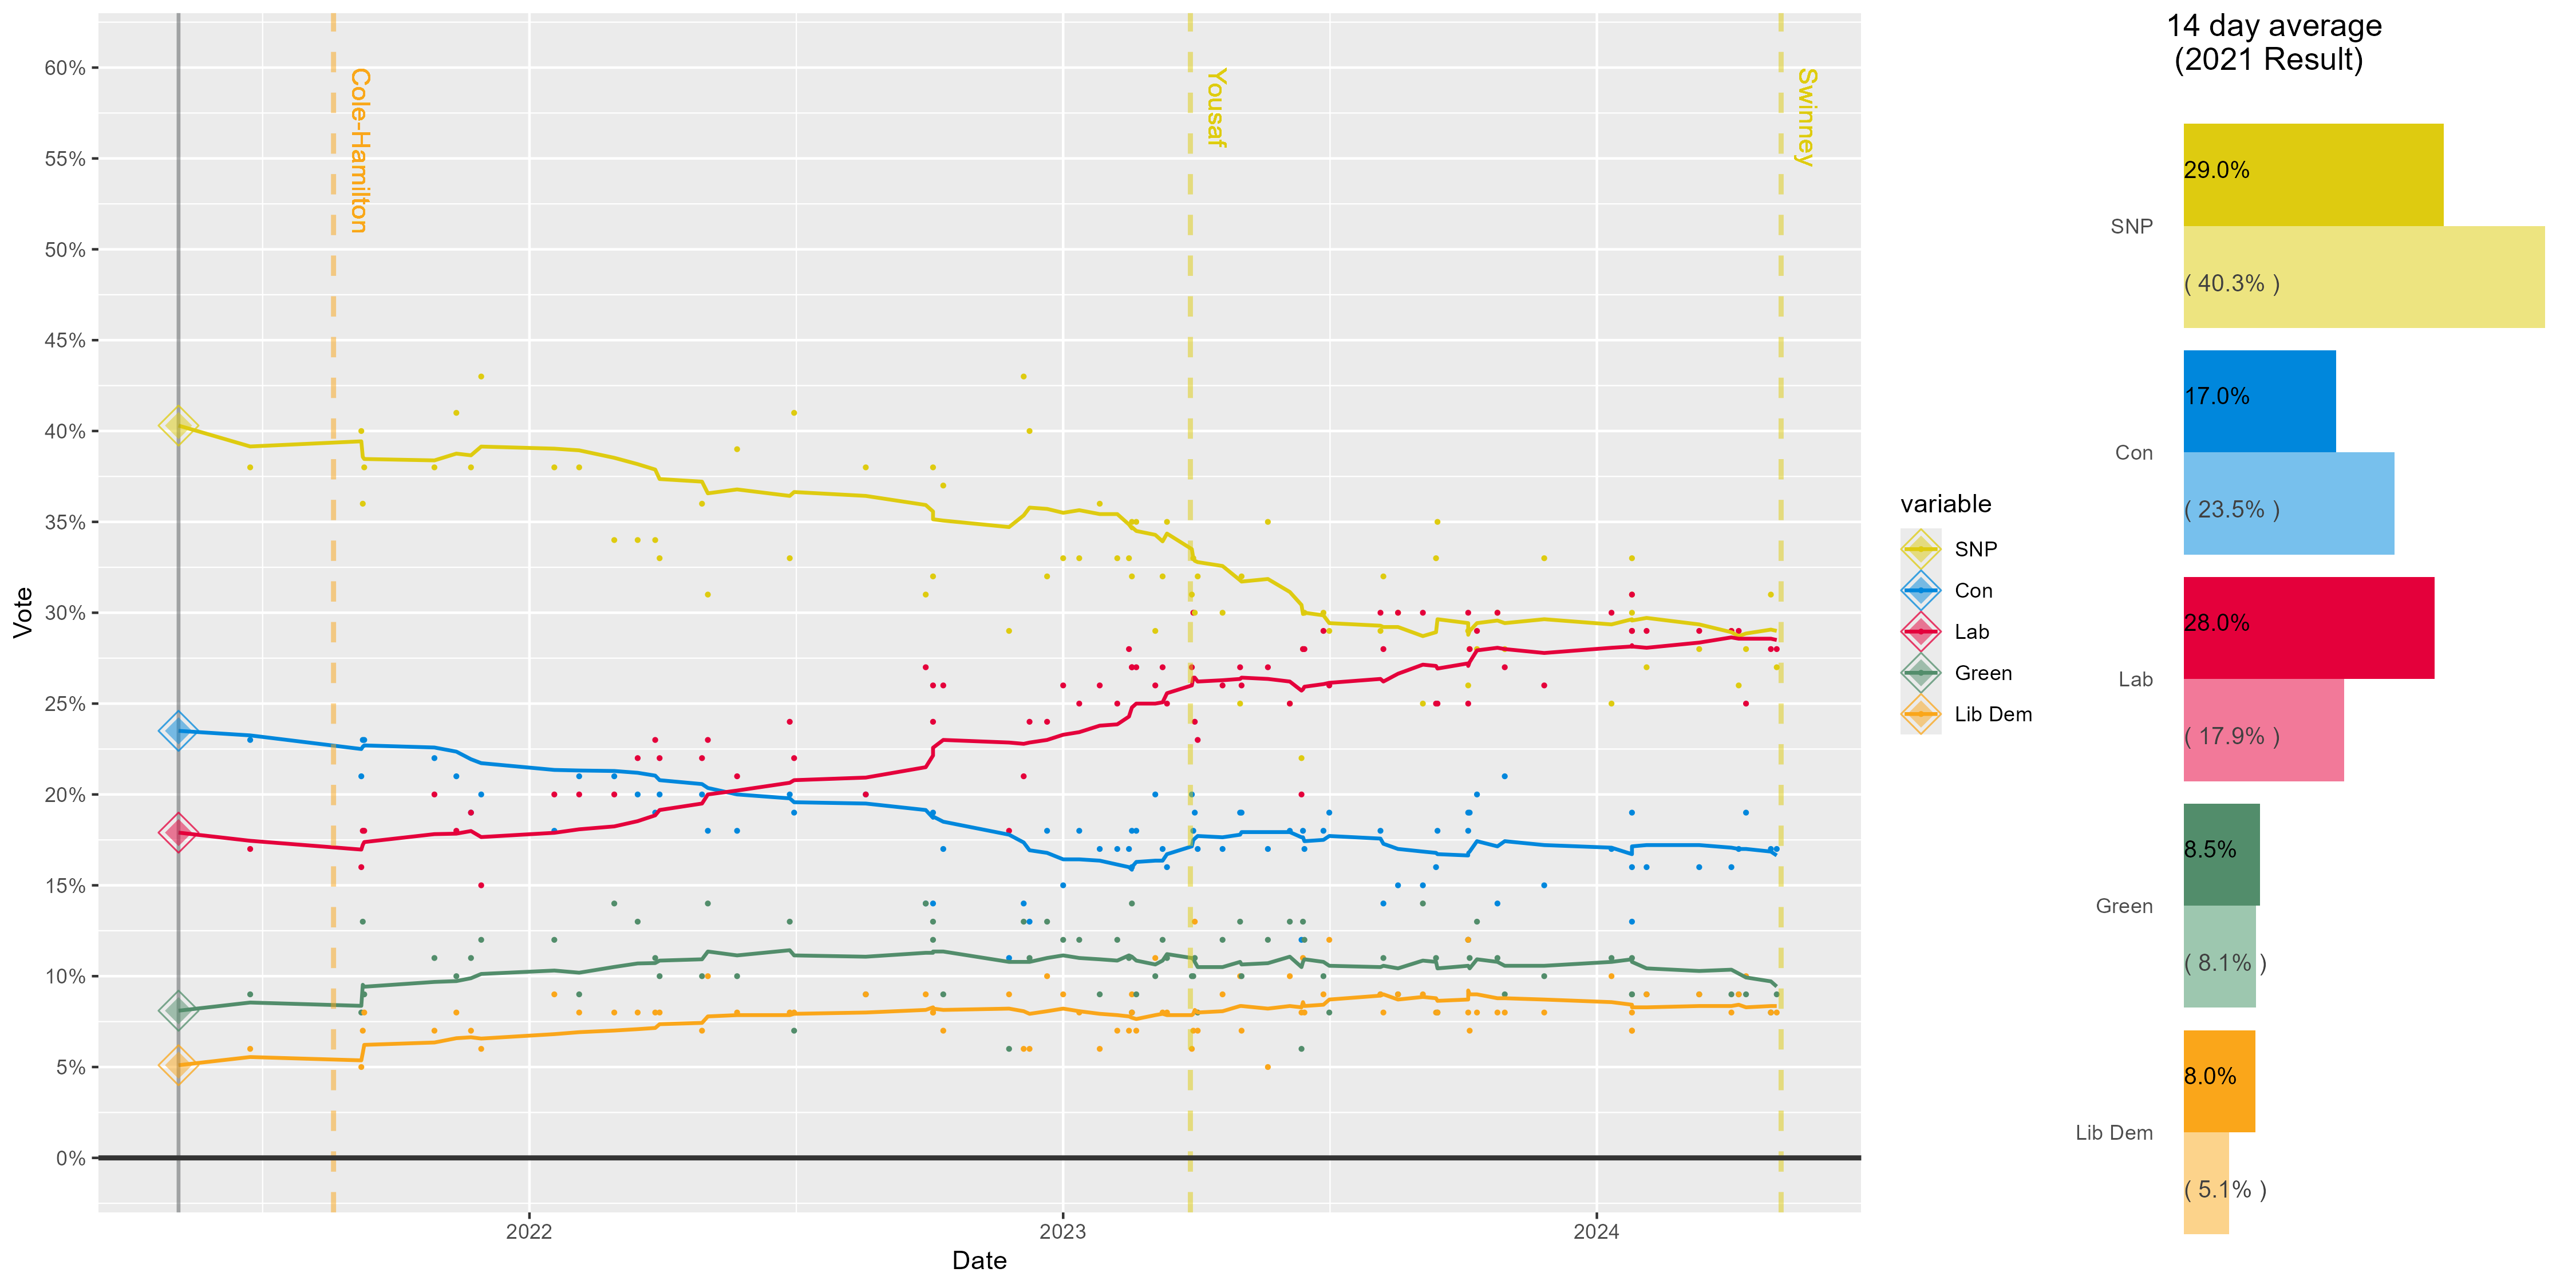 14 day average
(2021 Result)
60%
55%
50%
45%
40%
35%
30%
25%
20%
15%
10%
5%
0%
Vote
Cole-Hamilton
Yousaf
Swinney
2022
2023
2024
Date
variable
SNP
Con
Lab
Green
Lib Dem
SNP
29.0%
( 40.3% )
Con
17.0%
( 23.5% )
Lab
28.0%
( 17.9% )
Green
8.5%
( 8.1% )
Lib Dem
8.0%
( 5.1% )